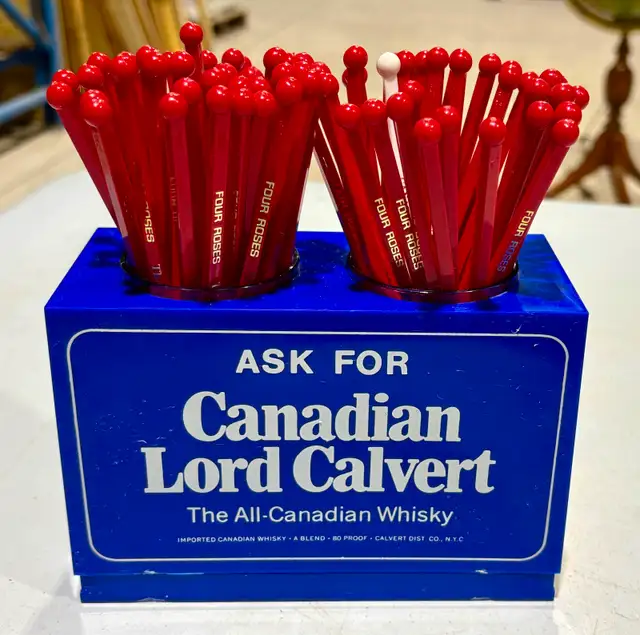 ROSES
FOUR ROSES
FOUR ROSES
FOUR ROSES
FOUR ROSES
FOUR ROSES
ASK FOR
Canadian
Lord Calvert
The All-Canadian Whisky
IMPORTED CANADIAN WHISKY • A BLEND • 80 PROOF • CALVERT DIST. CO., N.Y.C